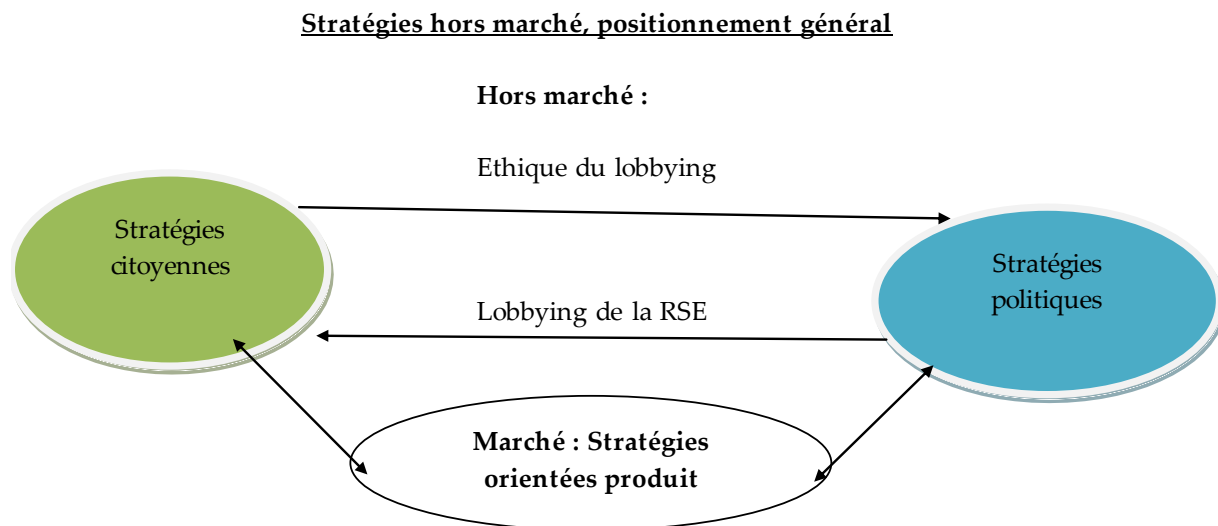 Stratégies hors marché, positionnement général
Hors marché :
Ethique du lobbying
Stratégies
citoyennes
Stratégies
politiques
Lobbying de la RSE
Marché : Stratégies
orientées produit